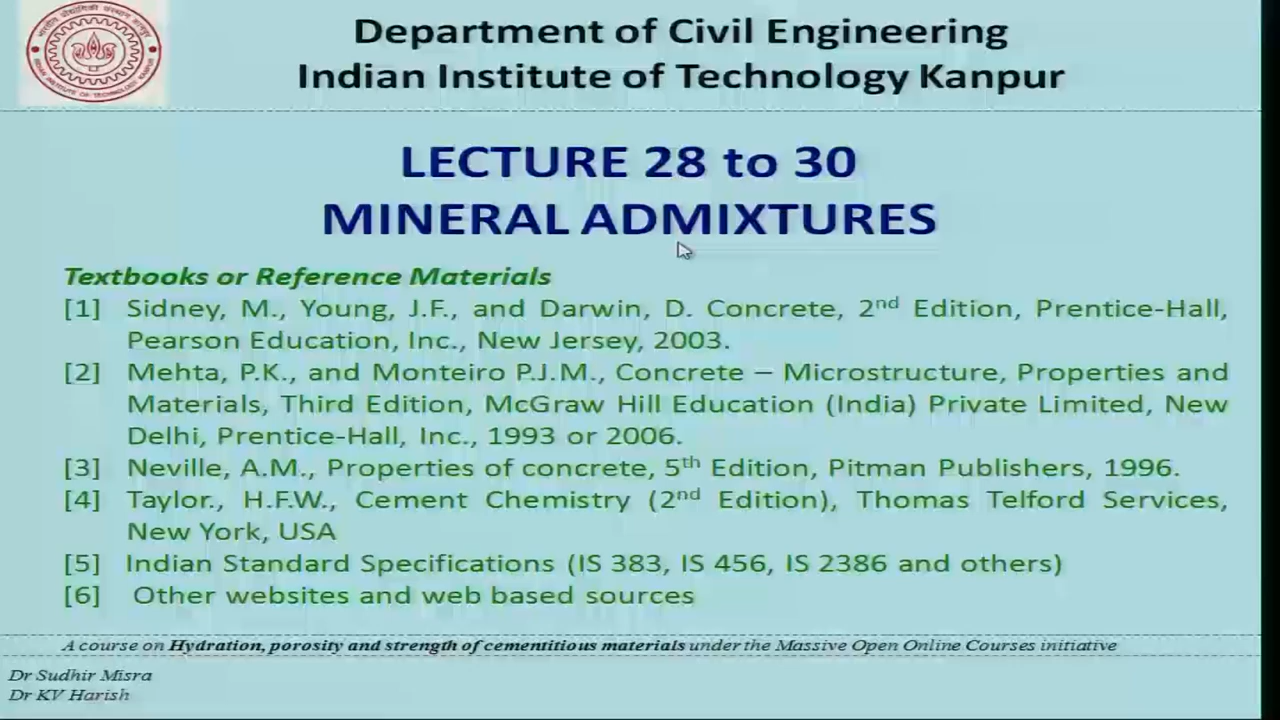 Department of Civil Engineering
Indian Institute of Technology Kanpur
LECTURE 28 to 30
MINERAL ADMIXTURES
Textbooks or Reference Materials
[1] Sidney, M., Young, J.F., and Darwin, D. Concrete, 2nd Edition, Prentice-Hall,
Pearson Education, Inc., New Jersey, 2003.
[2] Mehta, P.K., and Monteiro P.J.M., Concrete – Microstructure, Properties and
Materials, Third Edition, McGraw Hill Education (India) Private Limited, New
Delhi, Prentice-Hall, Inc., 1993 or 2006.
[3] Neville, A.M., Properties of concrete, 5th Edition, Pitman Publishers, 1996.
[4] Taylor., H.F.W., Cement Chemistry (2nd Edition), Thomas Telford Services,
New York, USA
[5] Indian Standard Specifications (IS 383, IS 456, IS 2386 and others)
[6] Other websites and web based sources
A course on Hydration, porosity and strength of cementitious materials under the Massive Open Online Courses initiative
Dr Sudhir Misra
Dr KV Harish